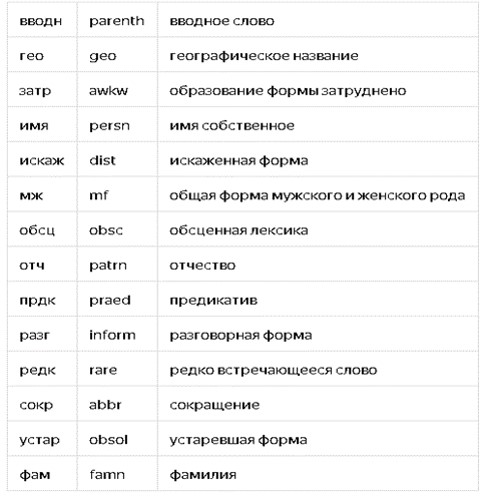 вводн parenth вводное слово
гео geo географическое название
затр awkw образование формы затруднено
имя persn имя собственное
искаж dist искаженная форма
мж mf общая форма мужского и женского рода
обсц obsc обсценная лексика
отч patrn отчество
прдк praed предикатив
разг inform разговорная форма
редк rare редко встречающееся слово
сокр abbr сокращение
устар obsol устаревшая форма
фам famn фамилия